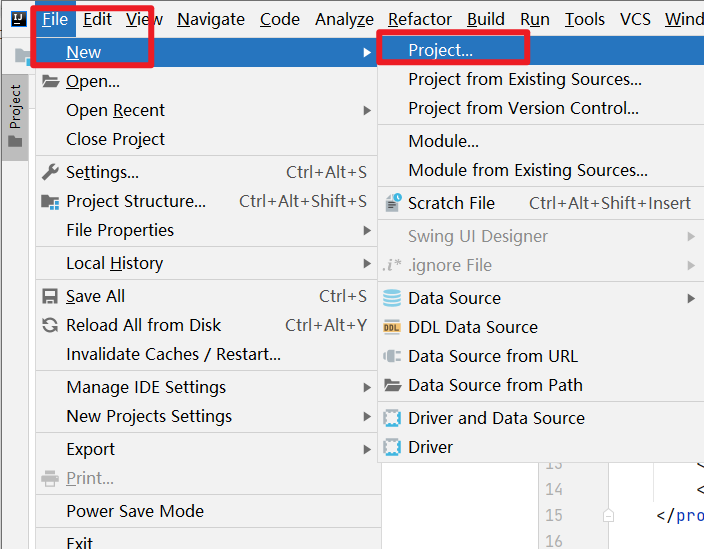 IJ File Edit View Navigate Code Analyze Refactor Build Run Tools VCS Wind
Project
New
Open...
Open Recent
Close Project
Settings... Ctrl+Alt+S
Project Structure... Ctrl+Alt+Shift+S
File Properties
Local History
Save All Ctrl+S
Reload All from Disk Ctrl+Alt+Y
Invalidate Caches / Restart...
Manage IDE Settings
New Projects Settings
Export
Print...
Power Save Mode
Exit
Project...
Project from Existing Sources...
Project from Version Control...
Module...
Module from Existing Sources...
Scratch File Ctrl+Alt+Shift+Insert
Swing UI Designer
.i* .ignore File
Data Source
DDL DDL Data Source
Data Source from URL
Data Source from Path
Driver and Data Source
Driver
13 <
14 <
15 </pro
16